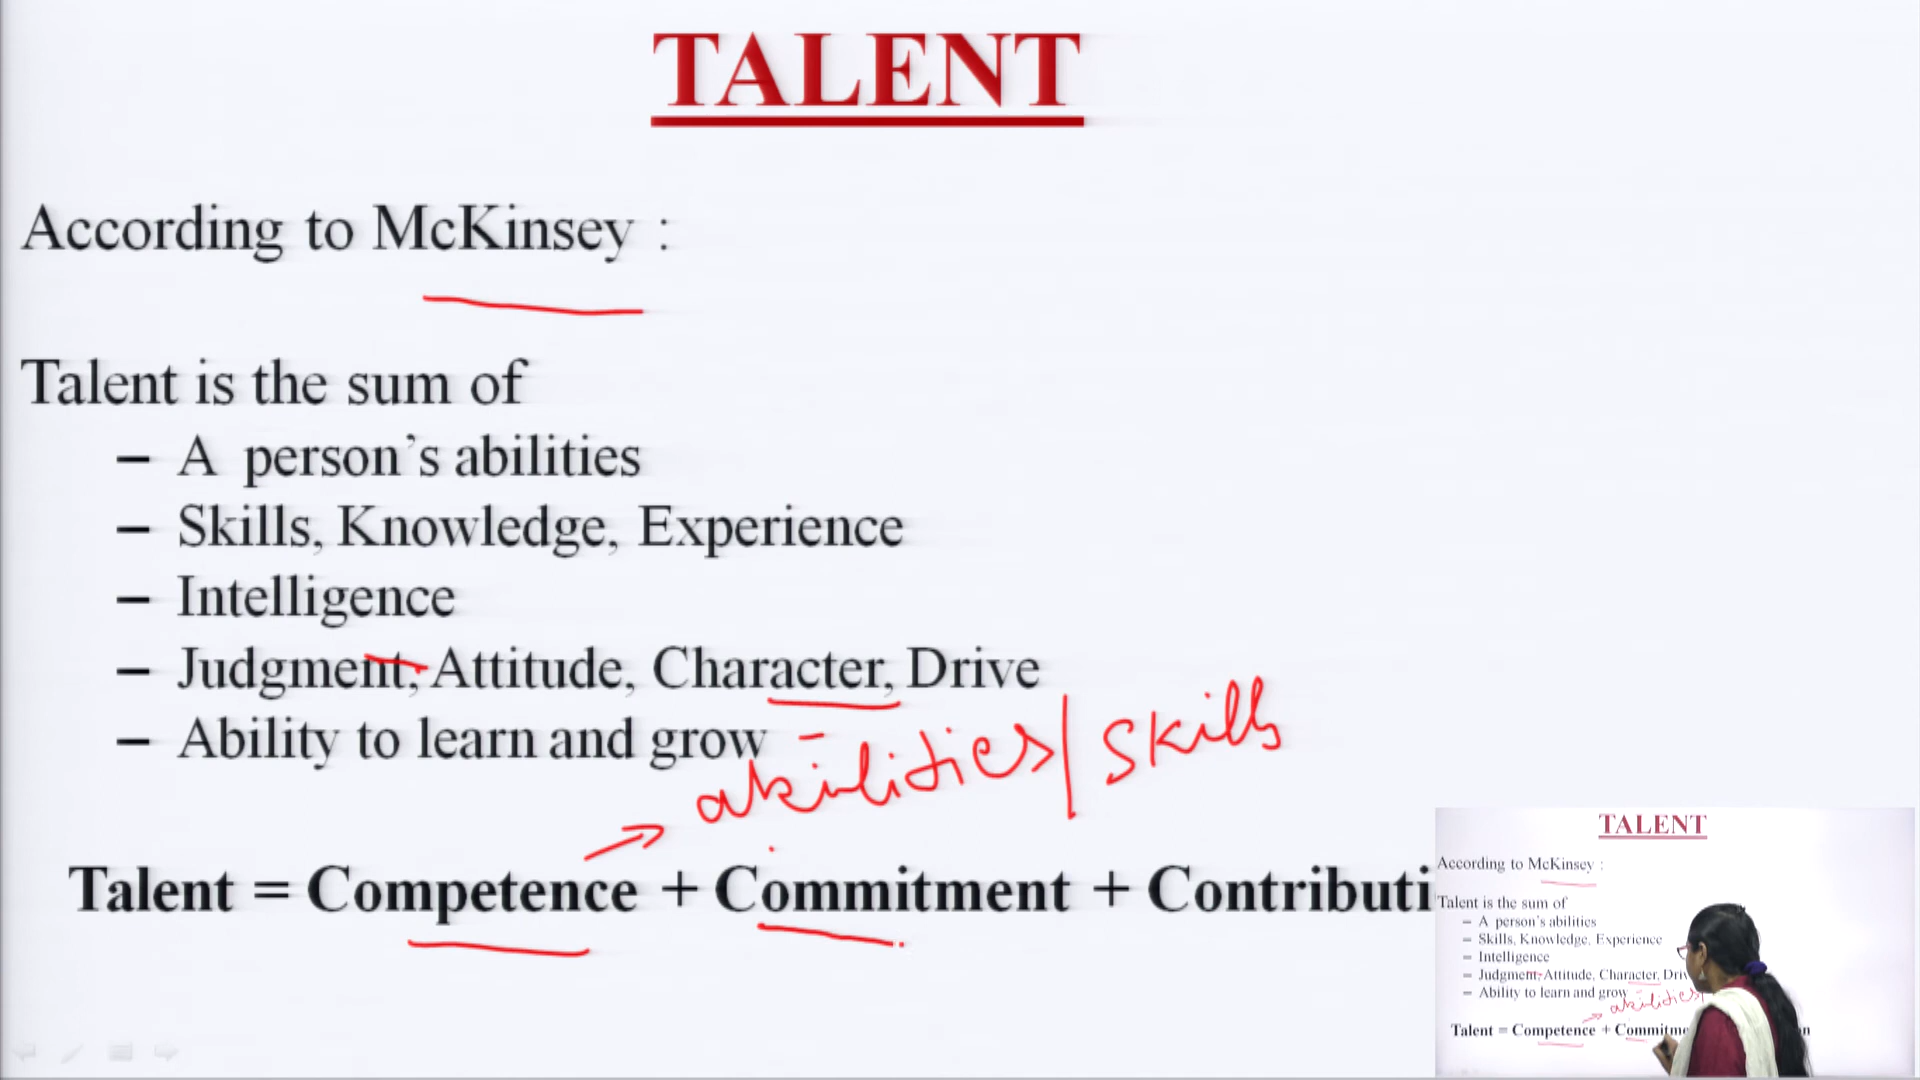 TALENT
According to McKinsey :
Talent is the sum of
– A person's abilities
– Skills, Knowledge, Experience
– Intelligence
– Judgment, Attitude, Character, Drive
– Ability to learn and grow
abilities/skills
Talent = Competence + Commitment + Contributi
TALENT
According to McKinsey :
Talent is the sum of
– A person's abilities
– Skills, Knowledge, Experience
– Intelligence
– Judgment, Attitude, Character, Driv
– Ability to learn and grow
abilities/
Talent = Competence + Commitme on